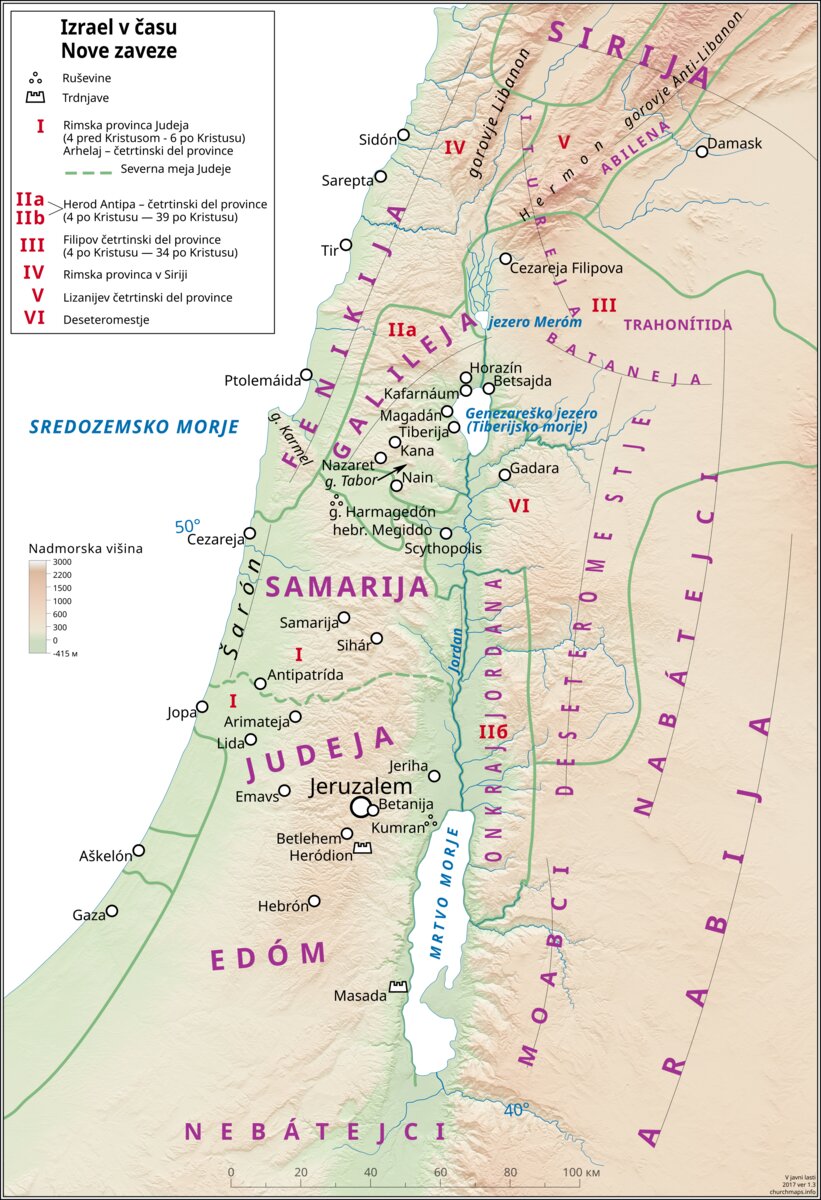 Izrael v času
Nove zaveze
Ruševine
Trdnjave
I
Rimska provinca Judeja
(4 pred Kristusom - 6 po Kristusu)
Arhelaj – četrtinski del province
Severna meja Judeje
IIa
IIb
Herod Antipa – četrtinski del province
(4 po Kristusu — 39 po Kristusu)
III
Filipov četrtinski del province
(4 po Kristusu — 34 po Kristusu)
IV
Rimska provinca v Siriji
V
Lizanijev četrtinski del province
VI
Deseteromestje
SIRIJA
gorovje Libanon
gorovje Anti-Libanon
Hermon
ABILENA
ITUREJA
IV
V
Damask
Sidón
Sarepta
Tir
FENIKIJA
Cezareja Filipova
III
TRAHONÍTIDA
BATANEJA
jezero Meróm
IIa
GALILEJA
Ptolemáida
Horazín
Betsajda
Kafarnáum
Magadán
Genezareško jezero
(Tiberijsko morje)
Tiberija
Kana
Nazaret
g. Tabor
Nain
Gadara
g. Karmel
SREDOZEMSKO MORJE
VI
g. Harmagedón
hebr. Megiddo
Scythopolis
50°
Cezareja
Nadmorska višina
3000
2200
1500
1000
600
300
0
-415 м
SAMARIJA
Šarón
Samarija
Sihár
I
Antipatrída
Jordan
ONKRAJ JORDANA
DESETEROMESTJE
NABÁTEJCI
ARABIJA
Jopa
I
Arimateja
Lida
IIб
JUDEJA
Jeriha
Jeruzalem
Emavs
Betanija
Kumran
Betlehem
Heródion
Aškelón
Gaza
Hebrón
MRTVO MORJE
EDÓM
Masada
MOABCI
NEBÁTEJCI
40°
0
20
40
60
80
100 км
V javni lasti
2017 ver 1.3
churchmaps.info